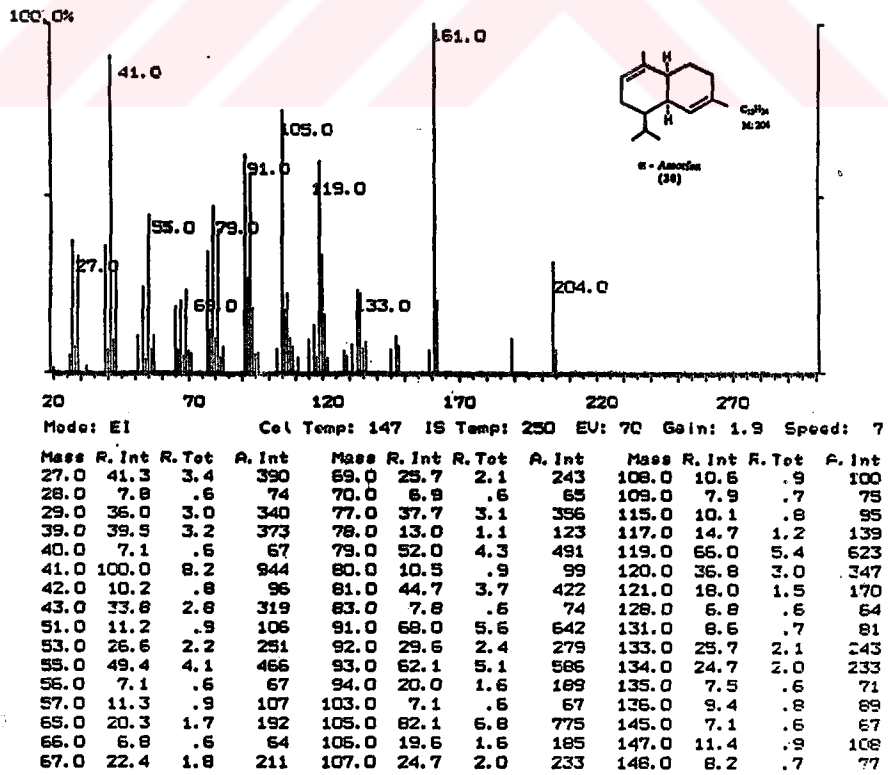 100.0%
161.0
41.0
105.0
91.0
119.0
55.0
79.0
27.0
69.0
133.0
204.0
H
H
C15H24
M: 204
α - Amorfen
(38)
20 70 120 170 220 270
Mode: EI Col Temp: 147 IS Temp: 250 EV: 70 Gain: 1.9 Speed: 7
Mass R. Int R. Tot A. Int Mass R. Int R. Tot A. Int Mass R. Int R. Tot A. Int
27.0 41.3 3.4 390 69.0 25.7 2.1 243 108.0 10.6 .9 100
28.0 7.8 .6 74 70.0 6.9 .6 65 109.0 7.9 .7 75
29.0 36.0 3.0 340 77.0 37.7 3.1 356 115.0 10.1 .8 95
39.0 39.5 3.2 373 78.0 13.0 1.1 123 117.0 14.7 1.2 139
40.0 7.1 .6 67 79.0 52.0 4.3 491 119.0 66.0 5.4 623
41.0 100.0 8.2 944 80.0 10.5 .9 99 120.0 36.8 3.0 347
42.0 10.2 .8 96 81.0 44.7 3.7 422 121.0 18.0 1.5 170
43.0 33.8 2.8 319 83.0 7.8 .6 74 128.0 6.8 .6 64
51.0 11.2 .9 106 91.0 68.0 5.6 642 131.0 8.6 .7 81
53.0 26.6 2.2 251 92.0 29.6 2.4 279 133.0 25.7 2.1 243
55.0 49.4 4.1 466 93.0 62.1 5.1 586 134.0 24.7 2.0 233
56.0 7.1 .6 67 94.0 20.0 1.6 189 135.0 7.5 .6 71
57.0 11.3 .9 107 103.0 7.1 .6 67 136.0 9.4 .8 89
65.0 20.3 1.7 192 105.0 82.1 6.8 775 145.0 7.1 .6 67
66.0 6.8 .6 64 106.0 19.6 1.6 185 147.0 11.4 .9 108
67.0 22.4 1.8 211 107.0 24.7 2.0 233 148.0 8.2 .7 77